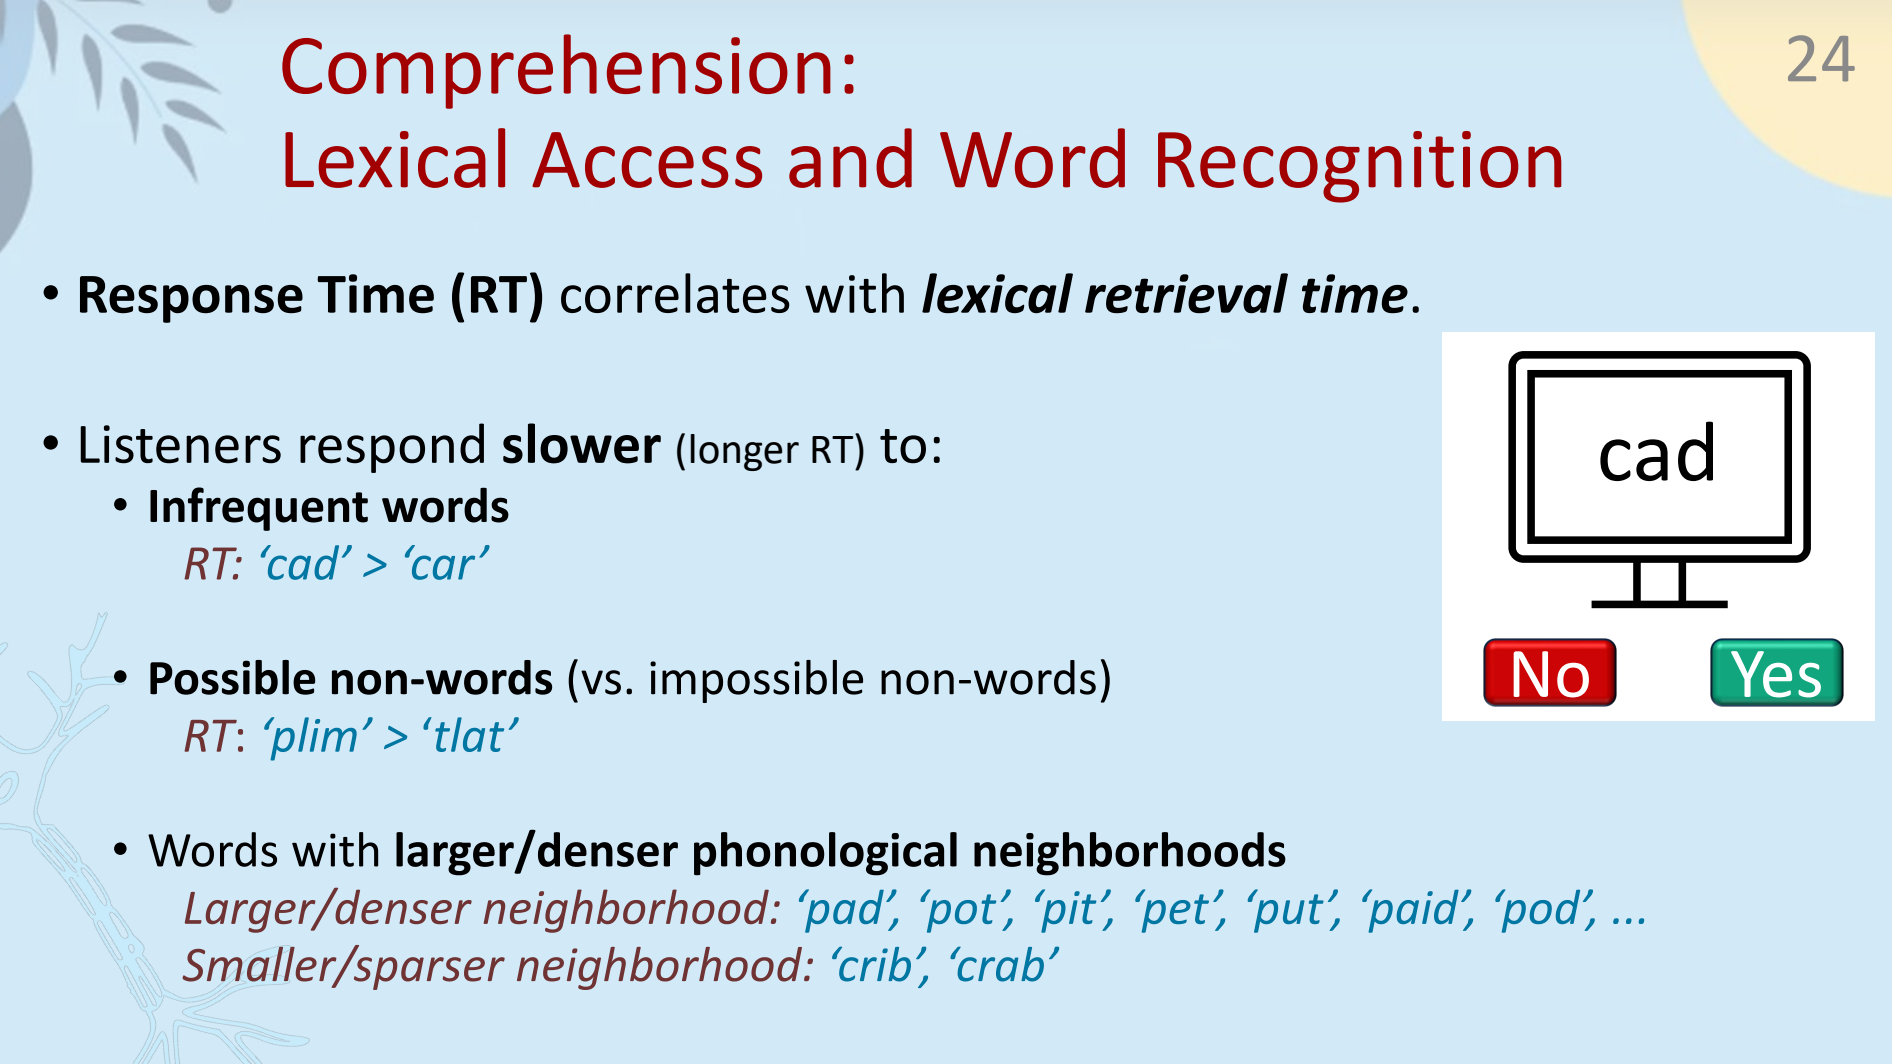 24
Comprehension:
Lexical Access and Word Recognition
• Response Time (RT) correlates with lexical retrieval time.
• Listeners respond slower (longer RT) to:
• Infrequent words
RT: ‘cad’ > ‘car’
• Possible non-words (vs. impossible non-words)
RT: ‘plim’ > ‘tlat’
• Words with larger/denser phonological neighborhoods
Larger/denser neighborhood: ‘pad’, ‘pot’, ‘pit’, ‘pet’, ‘put’, ‘paid’, ‘pod’, ...
Smaller/sparser neighborhood: ‘crib’, ‘crab’
cad
No Yes